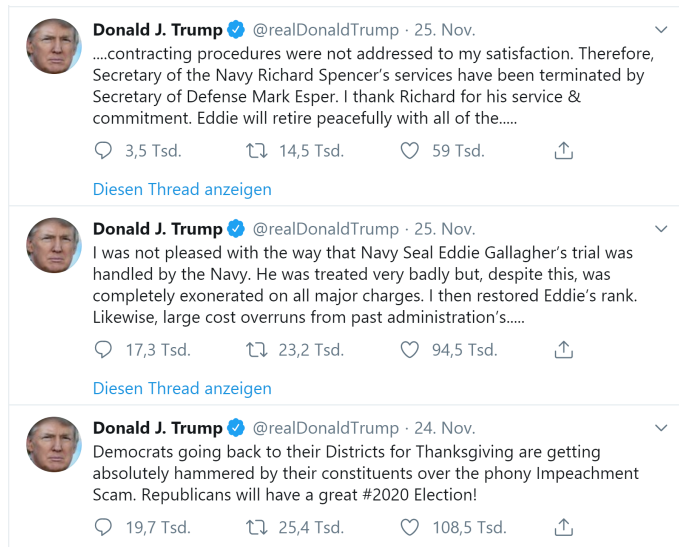 Donald J. Trump @realDonaldTrump · 25. Nov.
....contracting procedures were not addressed to my satisfaction. Therefore,
Secretary of the Navy Richard Spencer’s services have been terminated by
Secretary of Defense Mark Esper. I thank Richard for his service &
commitment. Eddie will retire peacefully with all of the.....
3,5 Tsd. 14,5 Tsd. 59 Tsd.
Diesen Thread anzeigen
Donald J. Trump @realDonaldTrump · 25. Nov.
I was not pleased with the way that Navy Seal Eddie Gallagher’s trial was
handled by the Navy. He was treated very badly but, despite this, was
completely exonerated on all major charges. I then restored Eddie’s rank.
Likewise, large cost overruns from past administration’s.....
17,3 Tsd. 23,2 Tsd. 94,5 Tsd.
Diesen Thread anzeigen
Donald J. Trump @realDonaldTrump · 24. Nov.
Democrats going back to their Districts for Thanksgiving are getting
absolutely hammered by their constituents over the phony Impeachment
Scam. Republicans will have a great #2020 Election!
19,7 Tsd. 25,4 Tsd. 108,5 Tsd.